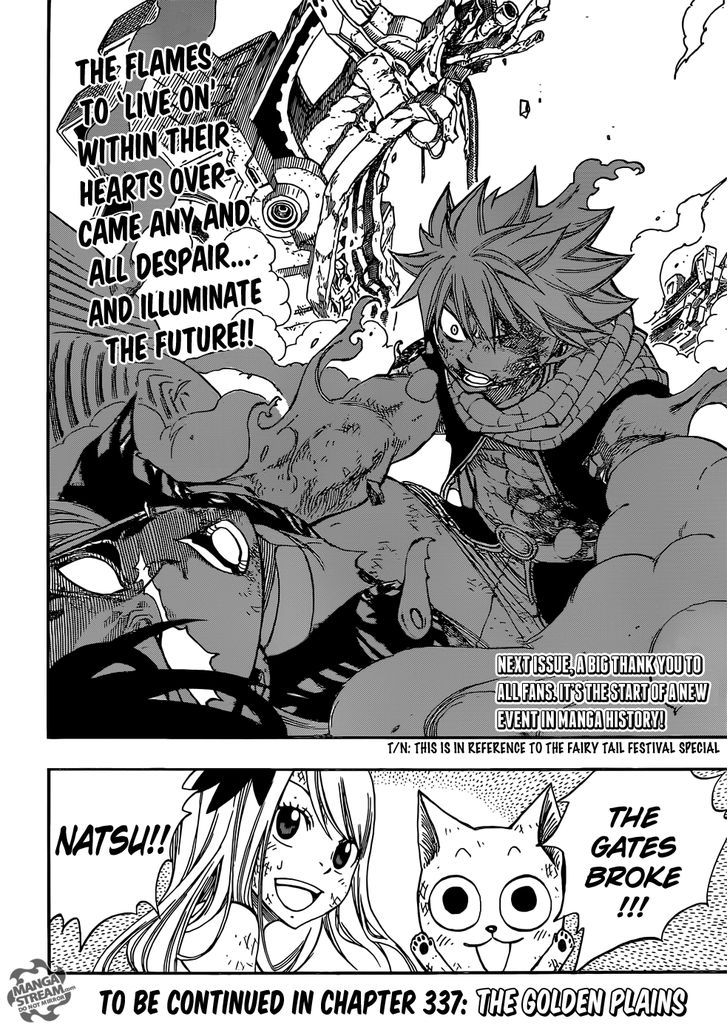 THE FLAMES
TO 'LIVE ON'
WITHIN THEIR
HEARTS OVER-
CAME ANY AND
ALL DESPAIR...
AND ILLUMINATE
THE FUTURE!!
NEXT ISSUE, A BIG THANK YOU TO
ALL FANS. IT'S THE START OF A NEW
EVENT IN MANGA HISTORY!
T/N: THIS IS IN REFERENCE TO THE FAIRY TAIL FESTIVAL SPECIAL
NATSU!!
THE
GATES
BROKE
!!!
MANGA
STREAM.com
DO NOT MIRROR
TO BE CONTINUED IN CHAPTER 337: THE GOLDEN PLAINS